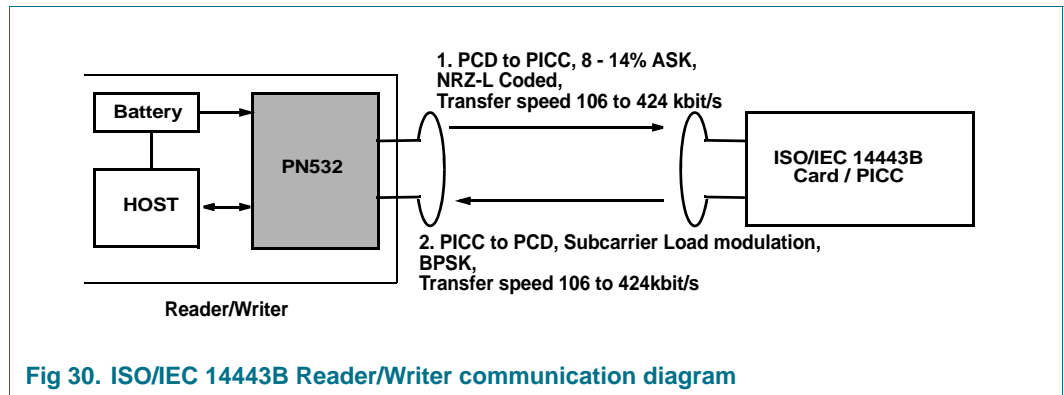 1. PCD to PICC, 8 - 14% ASK,
NRZ-L Coded,
Transfer speed 106 to 424 kbit/s
Battery
PN532
HOST
ISO/IEC 14443B
Card / PICC
2. PICC to PCD, Subcarrier Load modulation,
BPSK,
Transfer speed 106 to 424kbit/s
Reader/Writer
Fig 30. ISO/IEC 14443B Reader/Writer communication diagram